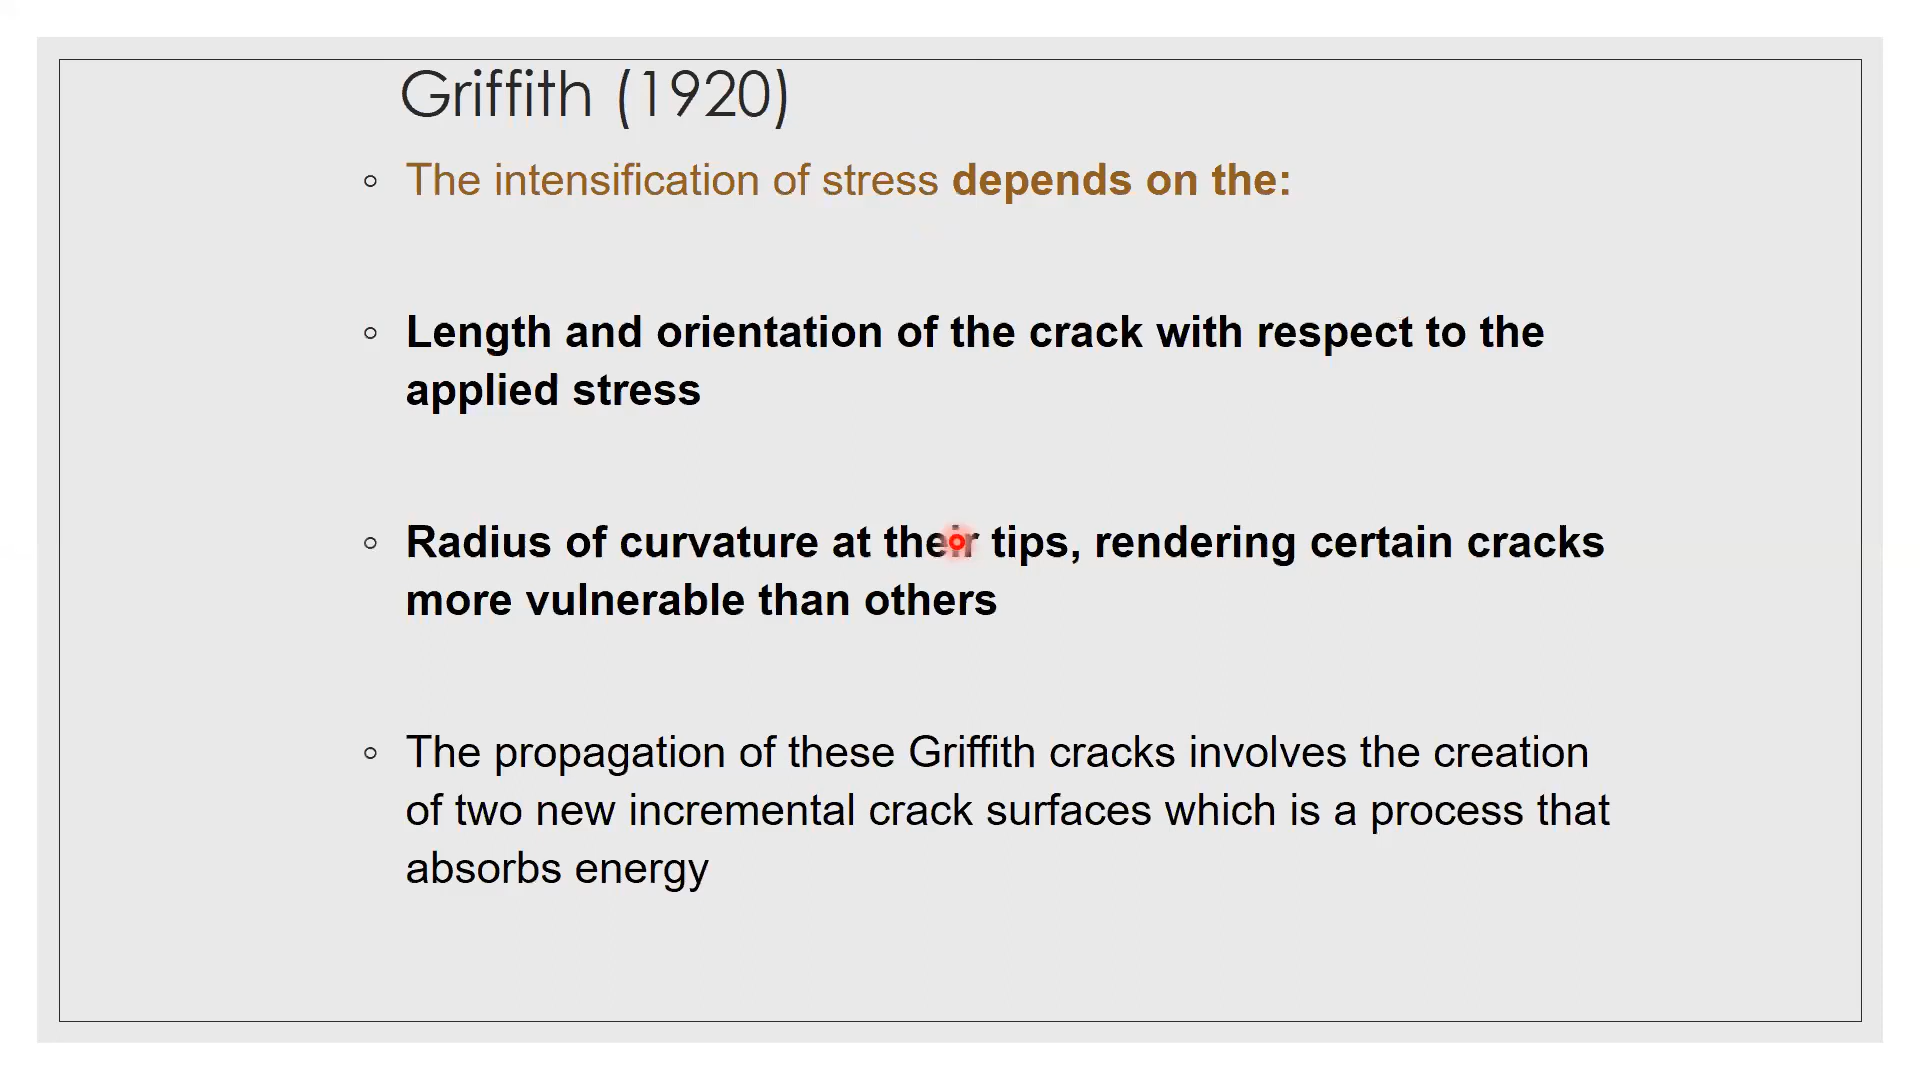 Griffith (1920)
The intensification of stress depends on the:
Length and orientation of the crack with respect to the
applied stress
Radius of curvature at their tips, rendering certain cracks
more vulnerable than others
The propagation of these Griffith cracks involves the creation
of two new incremental crack surfaces which is a process that
absorbs energy